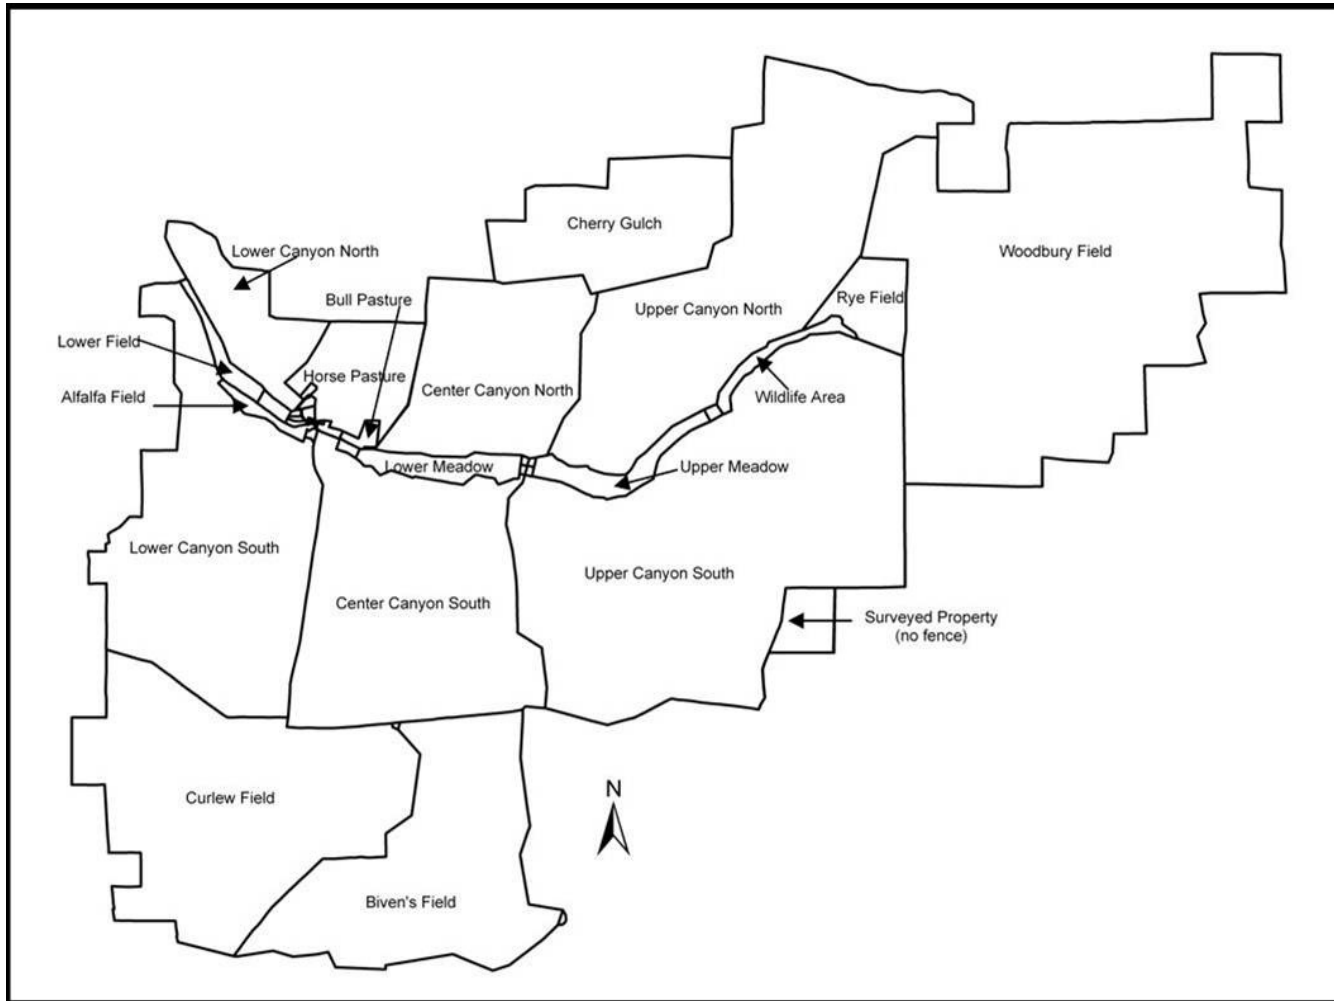 Cherry Gulch
Woodbury Field
Lower Canyon North
Bull Pasture
Rye Field
Upper Canyon North
Lower Field
Horse Pasture
Center Canyon North
Alfalfa Field
Wildlife Area
Lower Meadow
Upper Meadow
Lower Canyon South
Upper Canyon South
Center Canyon South
Surveyed Property
(no fence)
N
Curlew Field
Biven's Field